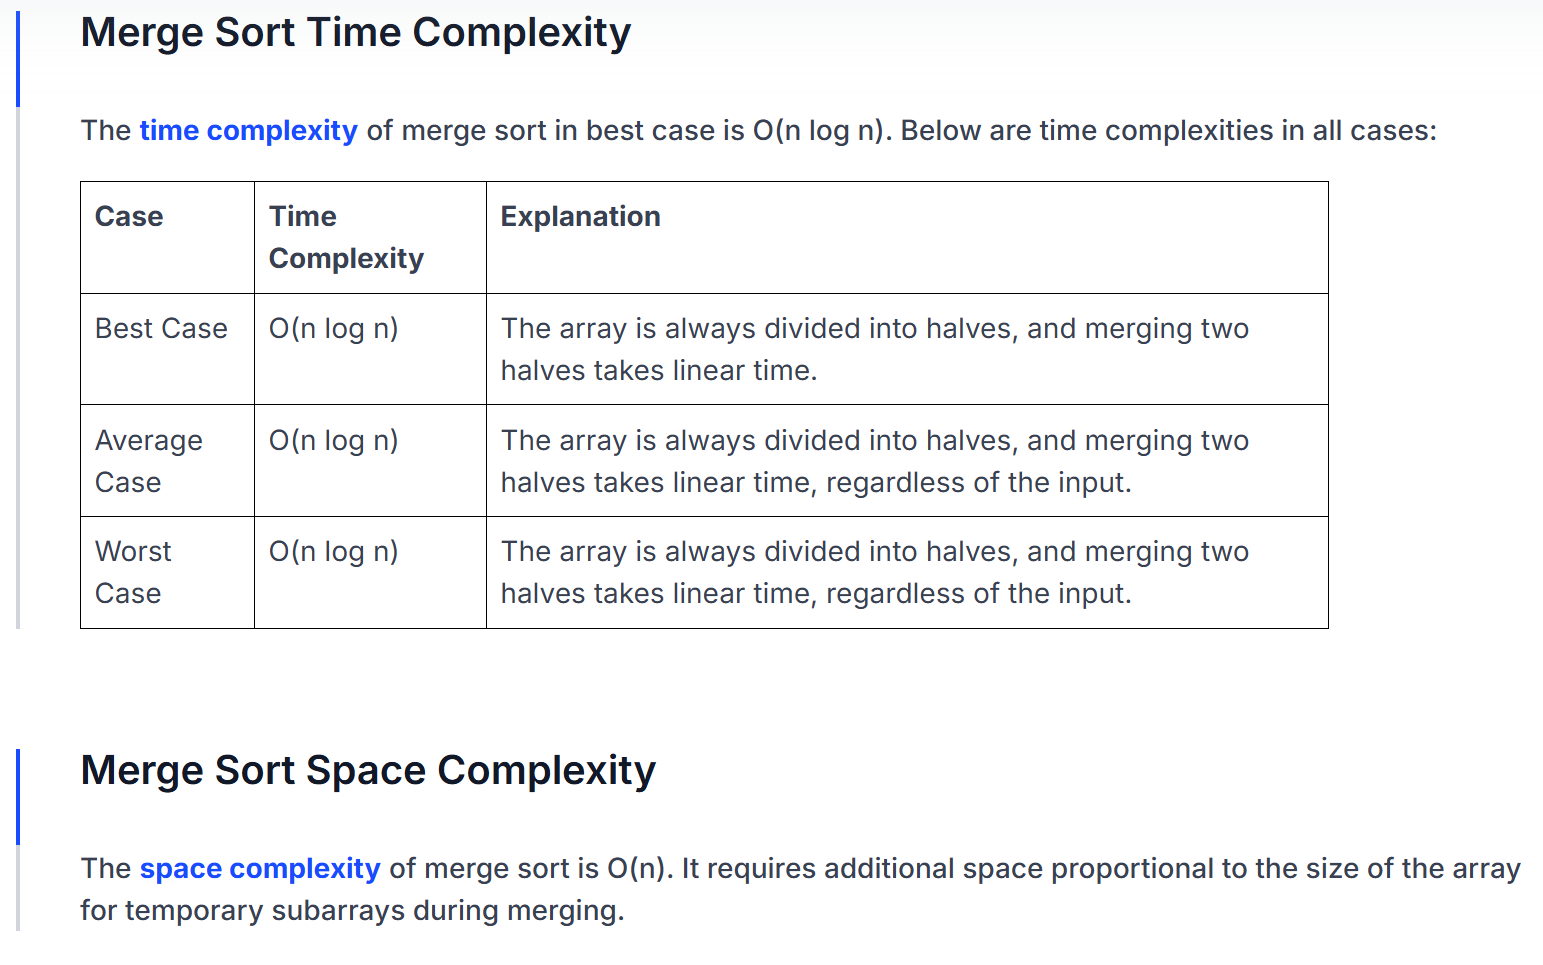 Merge Sort Time Complexity
The time complexity of merge sort in best case is O(n log n). Below are time complexities in all cases:
Case
Time
Complexity
Explanation
Best Case
O(n log n)
The array is always divided into halves, and merging two
halves takes linear time.
Average
Case
O(n log n)
The array is always divided into halves, and merging two
halves takes linear time, regardless of the input.
Worst
Case
O(n log n)
The array is always divided into halves, and merging two
halves takes linear time, regardless of the input.
Merge Sort Space Complexity
The space complexity of merge sort is O(n). It requires additional space proportional to the size of the array
for temporary subarrays during merging.